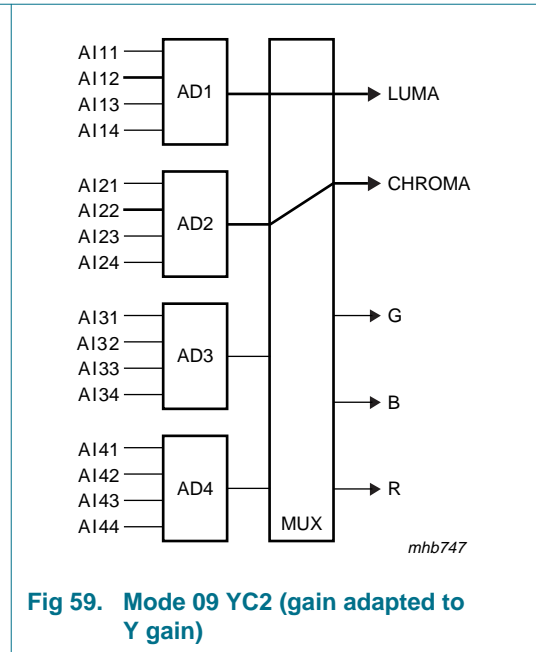 AI11
AI12
AI13
AI14
AD1
LUMA
AI21
AI22
AI23
AI24
AD2
CHROMA
AI31
AI32
AI33
AI34
AD3
G
B
AI41
AI42
AI43
AI44
AD4
R
MUX
mhb747
Fig 59. Mode 09 YC2 (gain adapted to
Y gain)